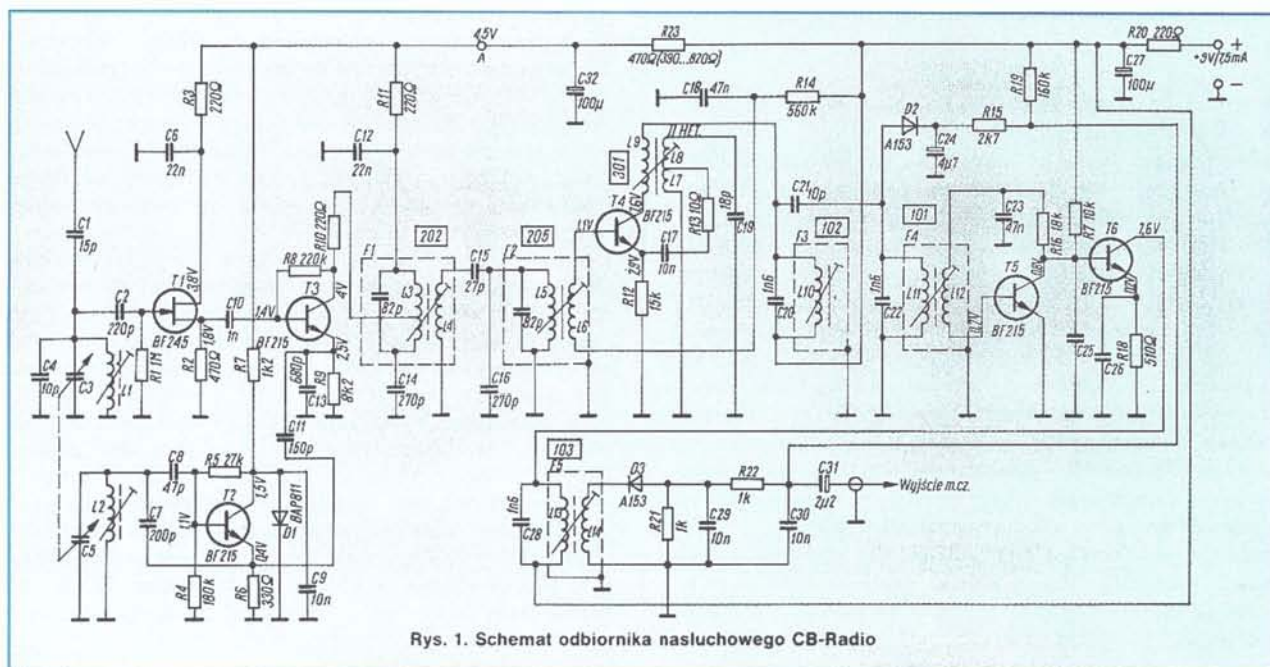 4,5V
A
R23
470Ω(390...820Ω)
C32
100µ
R3
220Ω
C6
22n
R11
220Ω
C12
22n
C18
47n
R14
560k
R19
160k
R20 220Ω
+
+9V/7,5mA
-
C27
100µ
D2
A153
R15
2k7
C24
4µ7
C1
15p
3,8V
R10 220Ω
R8 220k
4V
202
F1
82p
L3
L4
C15
27p
205
F2
82p
L5
L6
301
L9
II HET.
L8
L7
T4
BF215
1,1V
R13 10Ω
C17
10n
18p
C19
R12
15k
C21
10p
102
F3
1n6
C20
L10
101
F4
1n6
C22
L11
L12
C23
47n
R16 18k
R17 10k
T6
2,6V
BF215
T5
0,8V
BF215
0,7V
C25
C26
R18
510Ω
C2
220p
T1
BF245
1,8V
C10
1n
1,4V
T3
BF215
2,3V
C4
10p
C3
L1
R1 1M
R2
470Ω
R7
1k2
680p
C13
R9
8k2
C11
150p
C14
270p
C16
270p
C8
47p
R5 27k
1,5V
T2
1,1V
BF215
BAP811
D1
L2
C5
C7
200p
R4
180k
R6
330Ω
C9
10n
103
F5
1n6
C28
L13
L14
D3
A153
R22
1k
C31
2µ2
Wyjście m.cz.
R21
1k
C29
10n
C30
10n
Rys. 1. Schemat odbiornika nasłuchowego CB-Radio